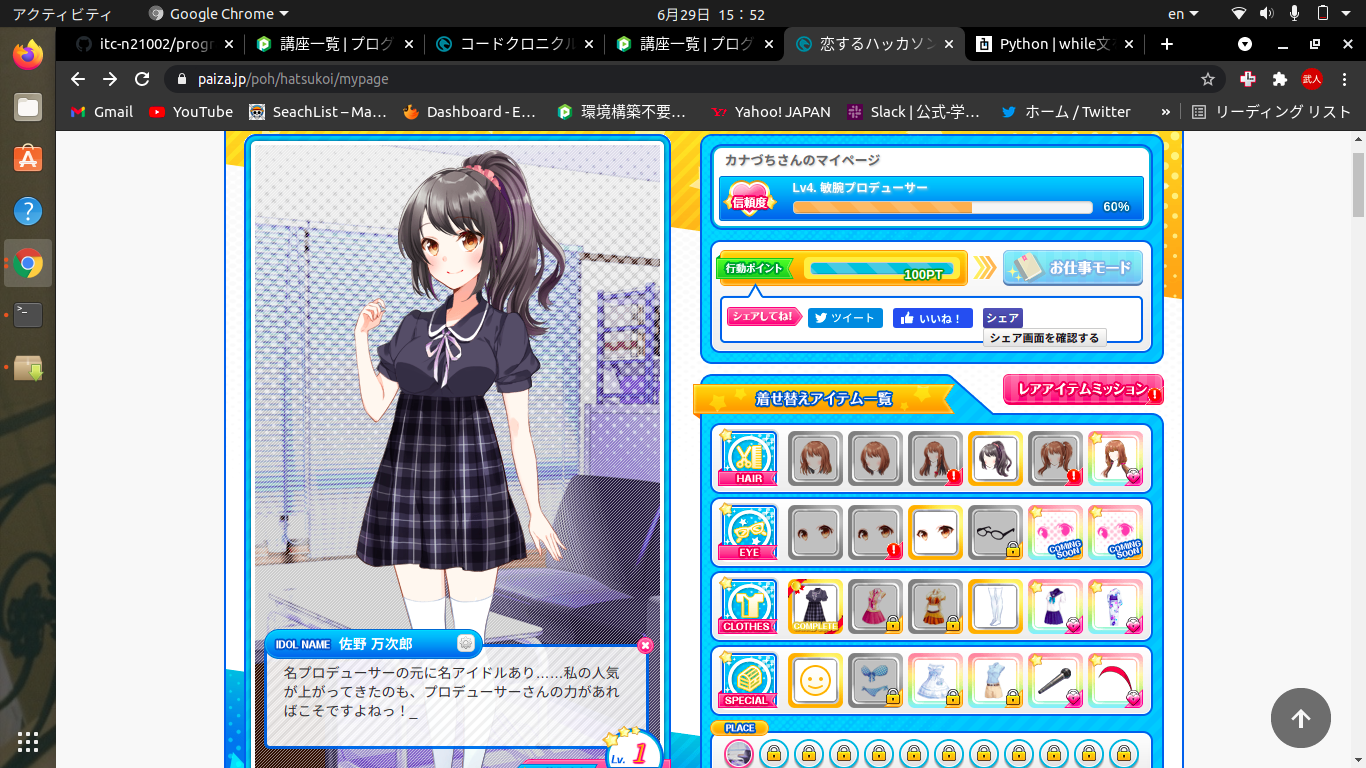 アクティビティ
Google Chrome
6月29日 15：52
en
itc-n21002/progr
講座一覧 | プログ
コードクロニクル
講座一覧 | プログ
恋するハッカソン
Python | while文
paiza.jp/poh/hatsukoi/mypage
武人
Gmail
YouTube
SeachList – Ma…
Dashboard - E…
環境構築不要…
Yahoo! JAPAN
Slack | 公式-学…
ホーム / Twitter
»
リーディング リスト
カナづちさんのマイページ
信頼度
Lv4. 敏腕プロデューサー
60%
行動ポイント
100PT
お仕事モード
シェアしてね!
ツイート
いいね！
シェア
シェア画面を確認する
着せ替えアイテム一覧
レアアイテムミッション
HAIR
EYE
COMING SOON
COMING SOON
CLOTHES
COMPLETE
SPECIAL
PLACE
IDOL NAME 佐野 万次郎
名プロデューサーの元に名アイドルあり……私の人気
が上がってきたのも、プロデューサーさんの力があれ
ばこそですよねっ！_
Lv. 1